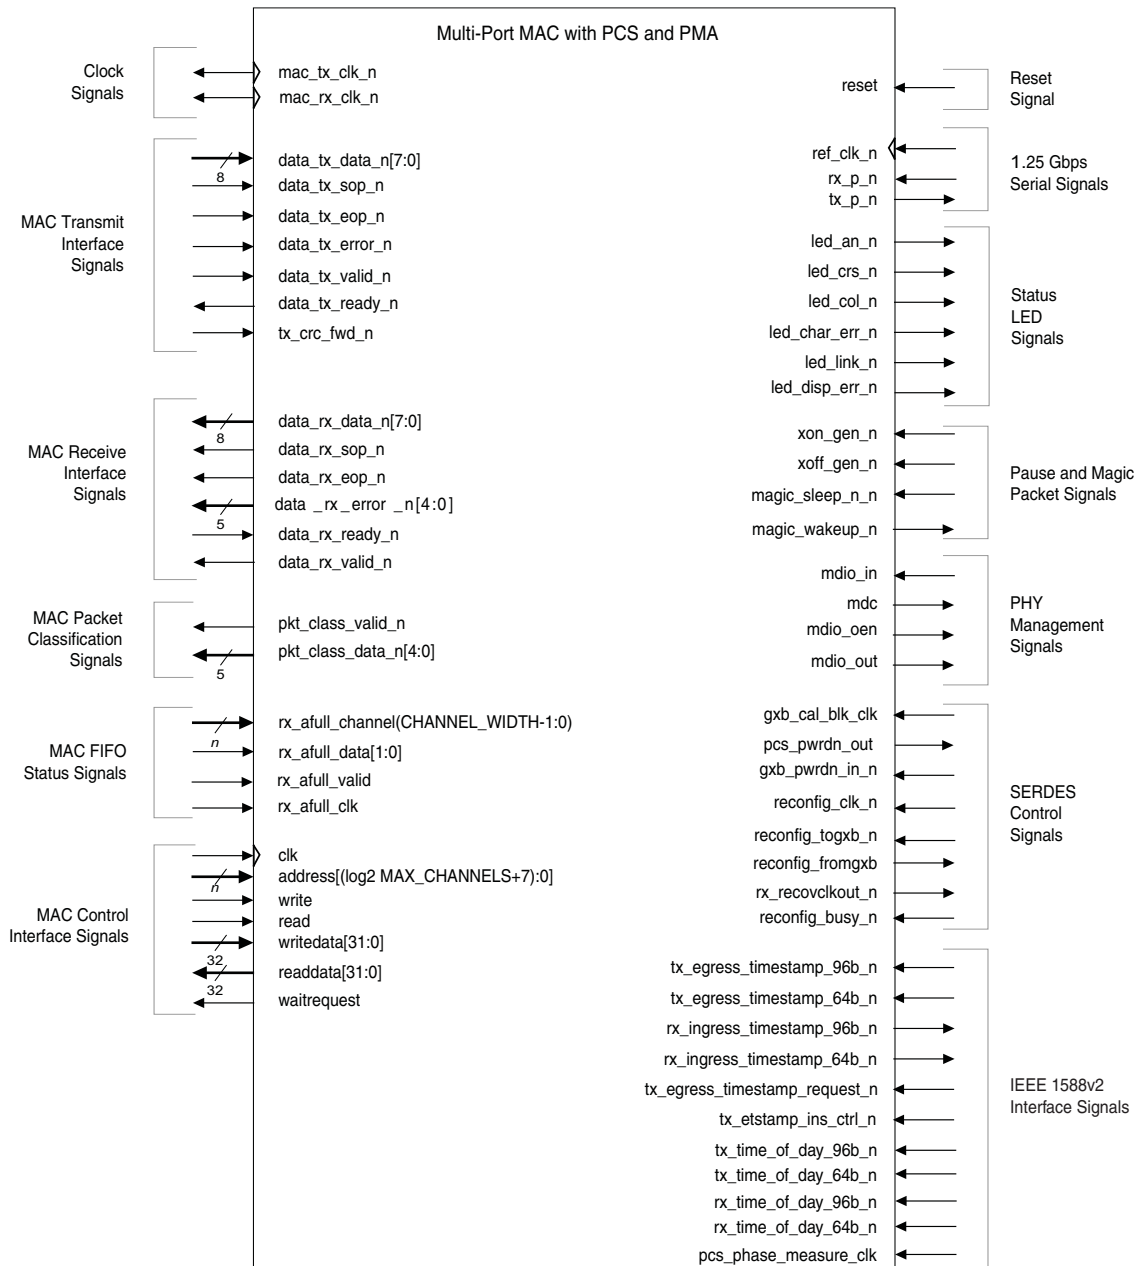 Multi-Port MAC with PCS and PMA
Clock
Signals
mac_tx_clk_n
mac_rx_clk_n
MAC Transmit
Interface
Signals
data_tx_data_n[7:0]
8
data_tx_sop_n
data_tx_eop_n
data_tx_error_n
data_tx_valid_n
data_tx_ready_n
tx_crc_fwd_n
MAC Receive
Interface
Signals
data_rx_data_n[7:0]
8
data_rx_sop_n
data_rx_eop_n
data _rx_error _n[4:0]
5
data_rx_ready_n
data_rx_valid_n
MAC Packet
Classification
Signals
pkt_class_valid_n
pkt_class_data_n[4:0]
5
MAC FIFO
Status Signals
rx_afull_channel(CHANNEL_WIDTH-1:0)
n
rx_afull_data[1:0]
rx_afull_valid
rx_afull_clk
MAC Control
Interface Signals
clk
address[(log2 MAX_CHANNELS+7):0]
n
write
read
writedata[31:0]
32
readdata[31:0]
32
waitrequest
reset
Reset
Signal
ref_clk_n
rx_p_n
tx_p_n
1.25 Gbps
Serial Signals
led_an_n
led_crs_n
led_col_n
led_char_err_n
led_link_n
led_disp_err_n
Status
LED
Signals
xon_gen_n
xoff_gen_n
magic_sleep_n_n
magic_wakeup_n
Pause and Magic
Packet Signals
mdio_in
mdc
mdio_oen
mdio_out
PHY
Management
Signals
gxb_cal_blk_clk
pcs_pwrdn_out
gxb_pwrdn_in_n
reconfig_clk_n
reconfig_togxb_n
reconfig_fromgxb
rx_recovclkout_n
reconfig_busy_n
SERDES
Control
Signals
tx_egress_timestamp_96b_n
tx_egress_timestamp_64b_n
rx_ingress_timestamp_96b_n
rx_ingress_timestamp_64b_n
tx_egress_timestamp_request_n
tx_etstamp_ins_ctrl_n
tx_time_of_day_96b_n
tx_time_of_day_64b_n
rx_time_of_day_96b_n
rx_time_of_day_64b_n
pcs_phase_measure_clk
IEEE 1588v2
Interface Signals